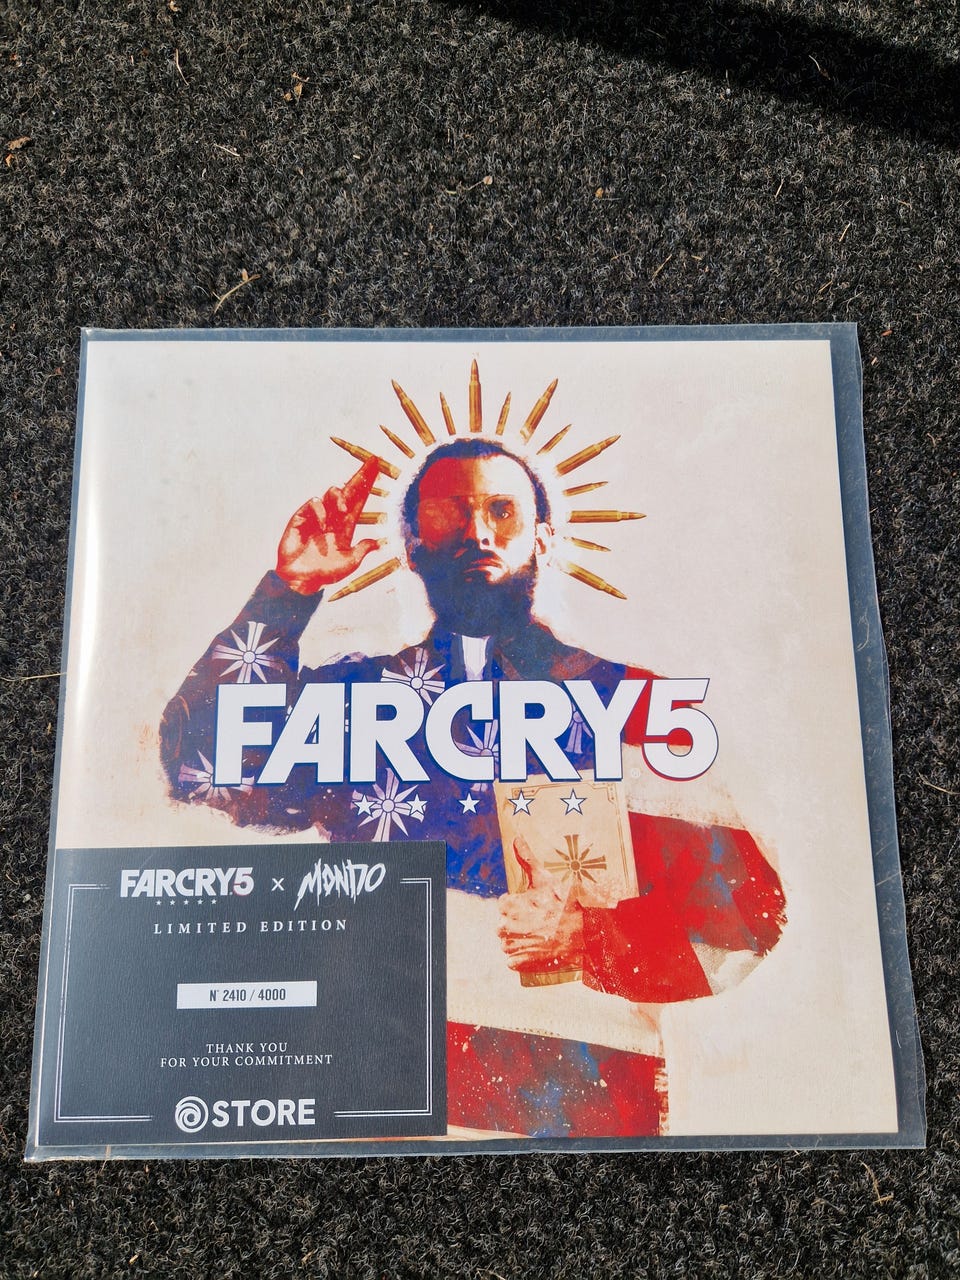 FARCRY5
®
FARCRY5 x MONDO
LIMITED EDITION
N° 2410 / 4000
THANK YOU
FOR YOUR COMMITMENT
STORE